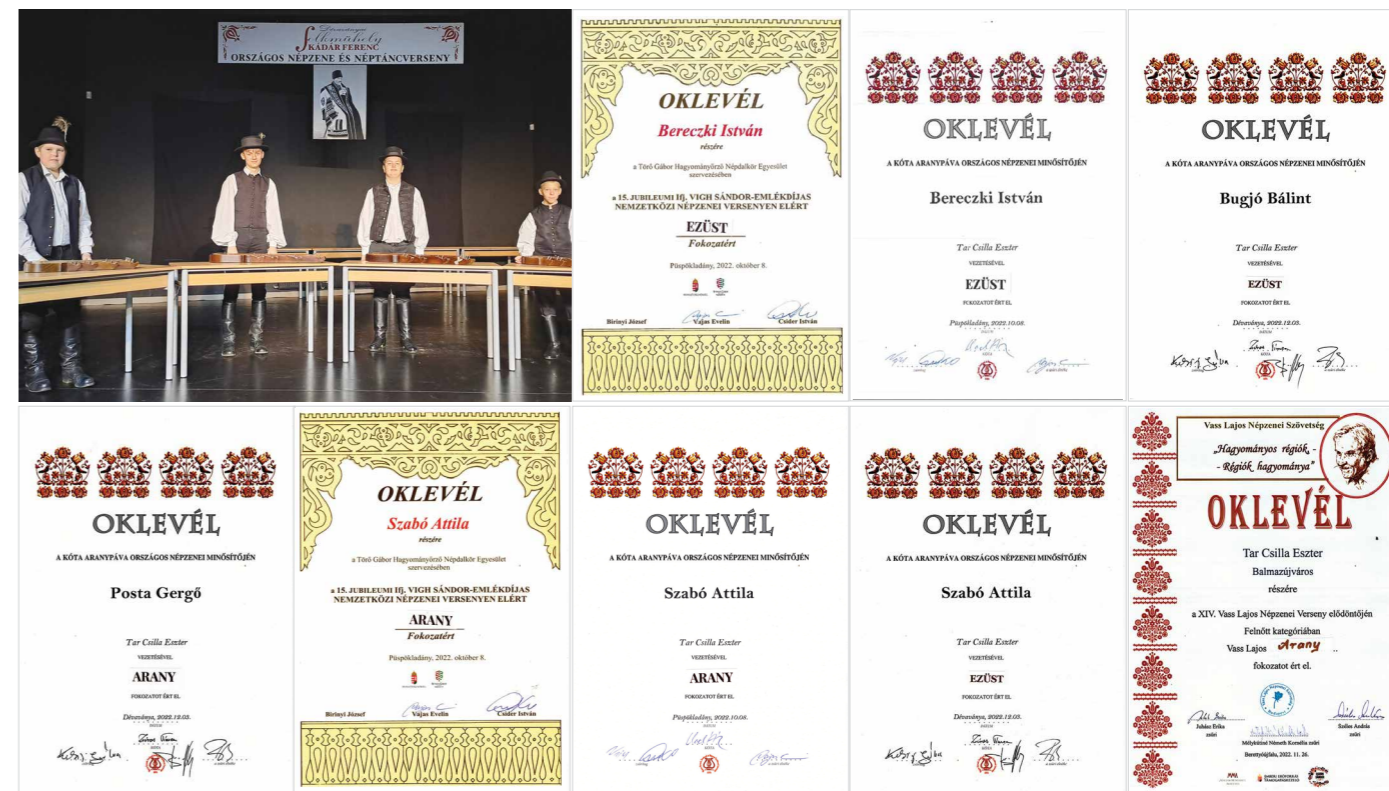 Dévaványai
Folkműhely
KÁDÁR FERENC
ORSZÁGOS NÉPZENE ÉS NÉPTÁNCVERSENY
OKLEVÉL
Bereczki István
részére
a Törő Gábor Hagyományőrző Népdalkör Egyesület
szervezésében
a 15. JUBILEUMI Ifj. VIGH SÁNDOR-EMLÉKDÍJAS
NEMZETKÖZI NÉPZENEI VERSENYEN ELÉRT
EZÜST
Fokozatért
Püspökladány, 2022. október 8.
Birinyi József
Vajas Evelin
Csider István
OKLEVÉL
A KÓTA ARANYPÁVA ORSZÁGOS NÉPZENEI MINŐSÍTŐJÉN
Bereczki István
Tar Csilla Eszter
VEZETÉSÉVEL
EZÜST
FOKOZATOT ÉRT EL
Püspökladány, 2022.10.08.
OKLEVÉL
A KÓTA ARANYPÁVA ORSZÁGOS NÉPZENEI MINŐSÍTŐJÉN
Bugjó Bálint
Tar Csilla Eszter
VEZETÉSÉVEL
EZÜST
FOKOZATOT ÉRT EL
Dévaványa, 2022.12.03.
OKLEVÉL
A KÓTA ARANYPÁVA ORSZÁGOS NÉPZENEI MINŐSÍTŐJÉN
Posta Gergő
Tar Csilla Eszter
VEZETÉSÉVEL
ARANY
FOKOZATOT ÉRT EL
Dévaványa, 2022.12.03.
OKLEVÉL
Szabó Attila
részére
a Törő Gábor Hagyományőrző Népdalkör Egyesület
szervezésében
a 15. JUBILEUMI Ifj. VIGH SÁNDOR-EMLÉKDÍJAS
NEMZETKÖZI NÉPZENEI VERSENYEN ELÉRT
ARANY
Fokozatért
Püspökladány, 2022. október 8.
Birinyi József
Vajas Evelin
Csider István
OKLEVÉL
A KÓTA ARANYPÁVA ORSZÁGOS NÉPZENEI MINŐSÍTŐJÉN
Szabó Attila
Tar Csilla Eszter
VEZETÉSÉVEL
ARANY
FOKOZATOT ÉRT EL
Püspökladány, 2022.10.08.
OKLEVÉL
A KÓTA ARANYPÁVA ORSZÁGOS NÉPZENEI MINŐSÍTŐJÉN
Szabó Attila
Tar Csilla Eszter
VEZETÉSÉVEL
EZÜST
FOKOZATOT ÉRT EL
Dévaványa, 2022.12.03.
Vass Lajos Népzenei Szövetség
„Hagyományos régiók -
- Régiók hagyománya"
OKLEVÉL
Tar Csilla Eszter
Balmazújváros
részére
a XIV. Vass Lajos Népzenei Verseny elődöntőjén
Felnőtt kategóriában
Vass Lajos Arany ..
fokozatot ért el.
Juhász Erika
zsűri
Mélykútiné Németh Kornélia zsűri
Széles András
zsűri
Berettyóújfalu, 2022. 11. 26.